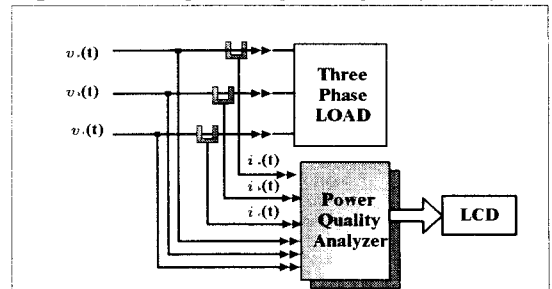 v.(t)
v.(t)
v.(t)
Three
Phase
LOAD
i.(t)
i.(t)
i.(t)
Power
Quality
Analyzer
LCD